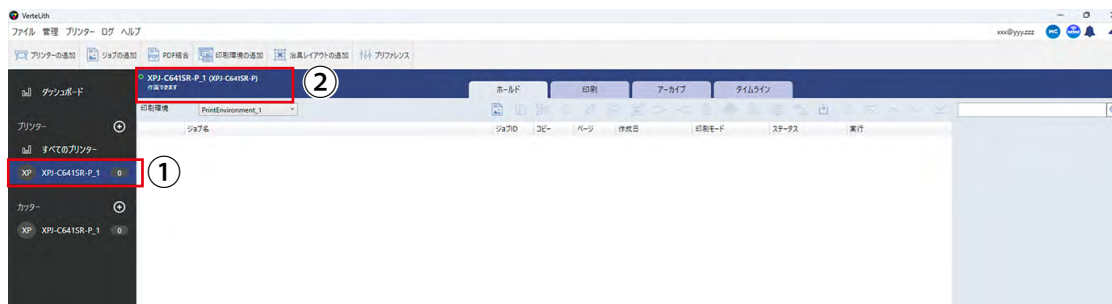 VerteLith
ファイル 管理 プリンター ログ ヘルプ
xxx@yyy.zzz MC
プリンターの追加 ジョブの追加 PDF結合 印刷環境の追加 治具レイアウトの追加 プリファレンス
ダッシュボード
プリンター
すべてのプリンター
XP XPJ-C641SR-P_1 0
①
カッター
XP XPJ-C641SR-P_1 0
XPJ-C641SR-P_1 (XPJ-C641SR-P)
作画できます
②
ホールド 印刷 アーカイブ タイムライン
印刷環境 PrintEnvironment_1
ジョブ名 ジョブID コピー ページ 作成日 印刷モード ステータス 実行